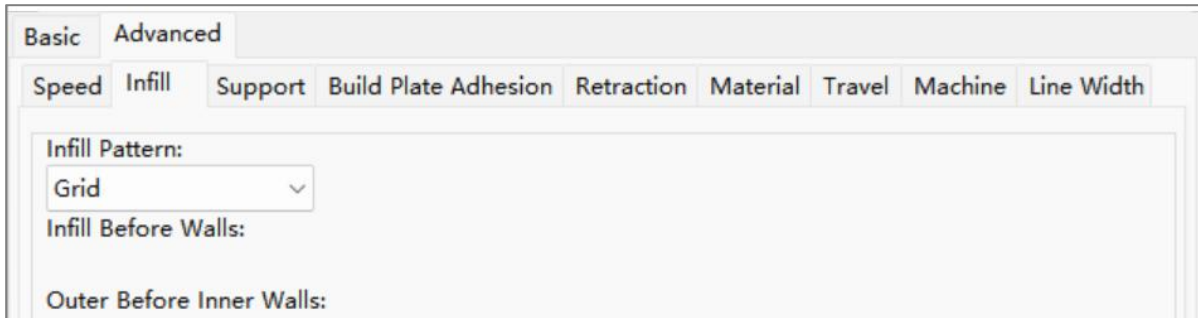 Basic Advanced
Speed Infill Support Build Plate Adhesion Retraction Material Travel Machine Line Width
Infill Pattern:
Grid
Infill Before Walls:
Outer Before Inner Walls: